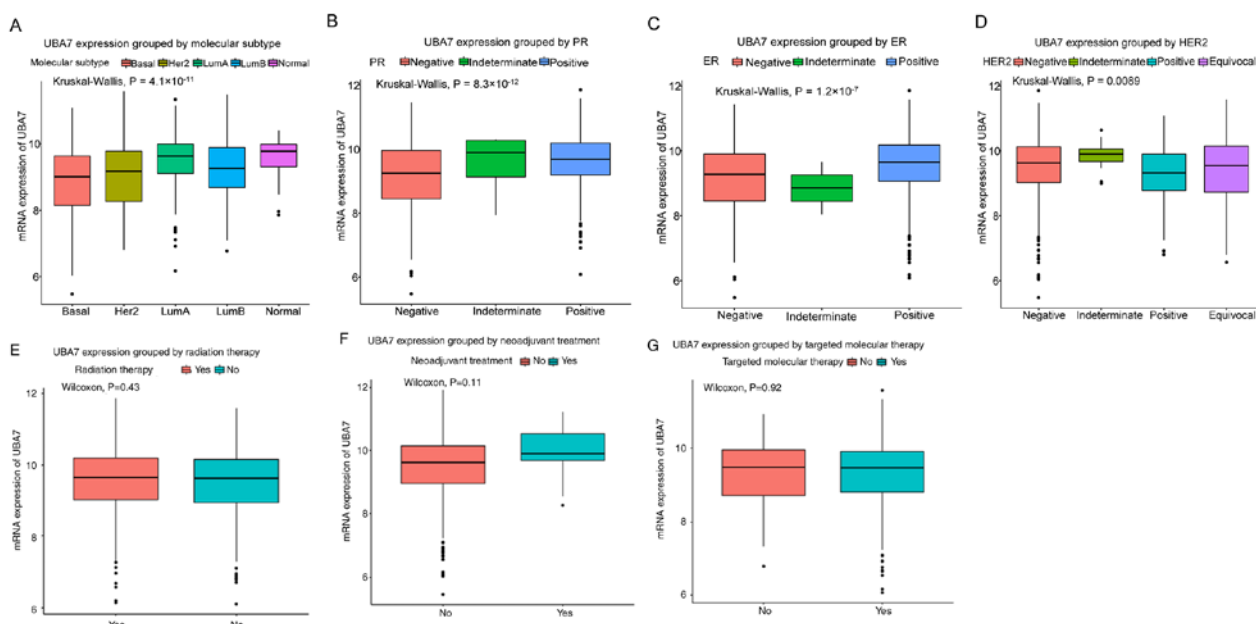 A
UBA7 expression grouped by molecular subtype
Molecular subtype Basal Her2 LumA LumB Normal
Kruskal-Wallis, P = 4.1×10⁻¹¹
mRNA expression of UBA7
10
8
6
Basal Her2 LumA LumB Normal
B
UBA7 expression grouped by PR
PR Negative Indeterminate Positive
Kruskal-Wallis, P = 8.3×10⁻¹²
mRNA expression of UBA7
12
10
8
6
Negative Indeterminate Positive
C
UBA7 expression grouped by ER
ER Negative Indeterminate Positive
Kruskal-Wallis, P = 1.2×10⁻⁷
mRNA expression of UBA7
12
10
8
6
Negative Indeterminate Positive
D
UBA7 expression grouped by HER2
HER2 Negative Indeterminate Positive Equivocal
Kruskal-Wallis, P = 0.0089
mRNA expression of UBA7
12
10
8
6
Negative Indeterminate Positive Equivocal
E
UBA7 expression grouped by radiation therapy
Radiation therapy Yes No
Wilcoxon, P=0.43
mRNA expression of UBA7
12
10
8
6
Yes No
F
UBA7 expression grouped by neoadjuvant treatment
Neoadjuvant treatment No Yes
Wilcoxon, P=0.11
mRNA expression of UBA7
12
10
8
6
No Yes
G
UBA7 expression grouped by targeted molecular therapy
Targeted molecular therapy No Yes
Wilcoxon, P=0.92
mRNA expression of UBA7
10
8
6
No Yes